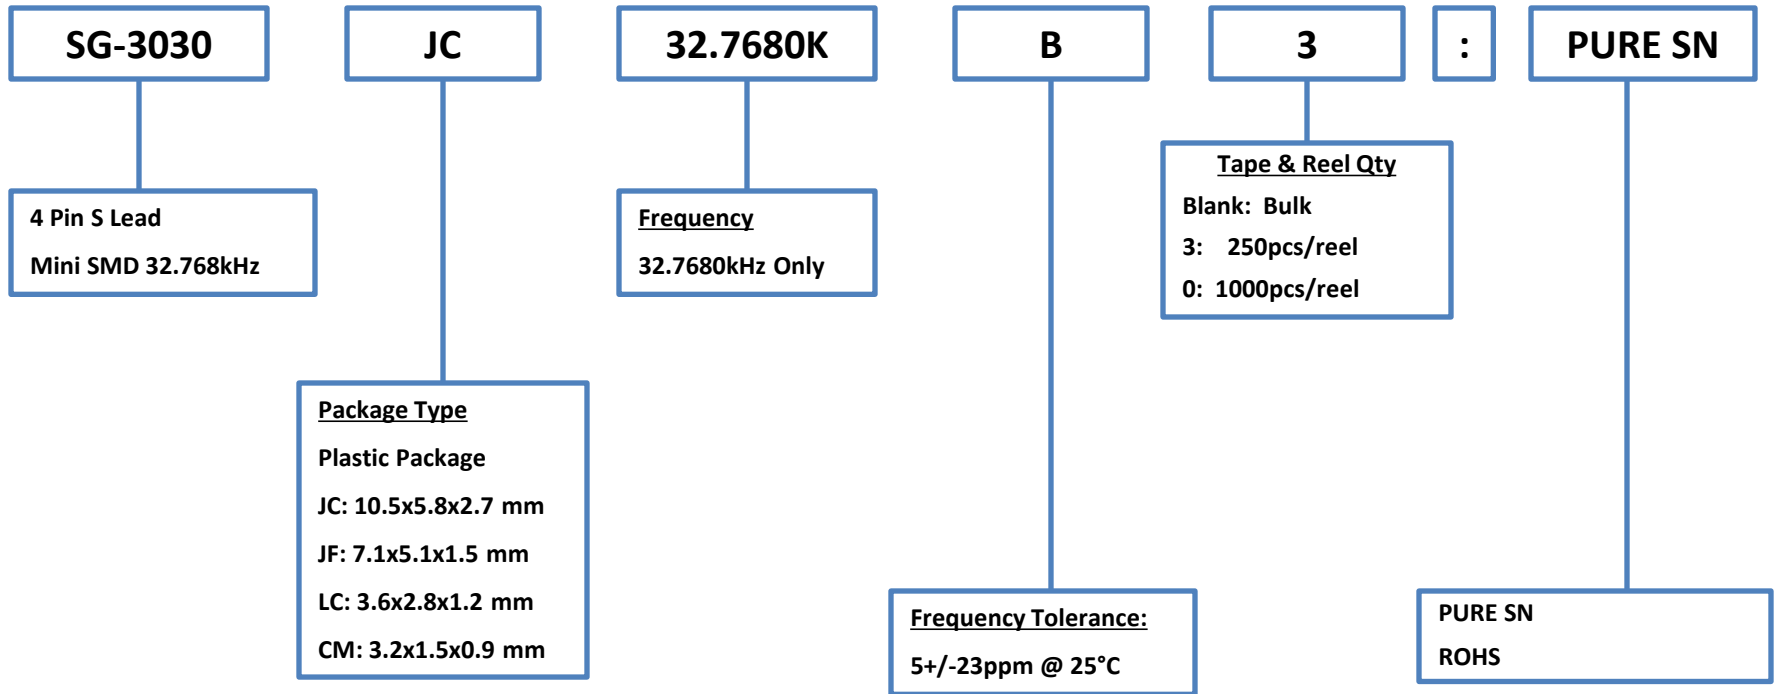 SG-3030
JC
32.7680K
B
3
:
PURE SN
4 Pin S Lead
Mini SMD 32.768kHz
Frequency
32.7680kHz Only
Tape & Reel Qty
Blank: Bulk
3: 250pcs/reel
0: 1000pcs/reel
Package Type
Plastic Package
JC: 10.5x5.8x2.7 mm
JF: 7.1x5.1x1.5 mm
LC: 3.6x2.8x1.2 mm
CM: 3.2x1.5x0.9 mm
Frequency Tolerance:
5+/-23ppm @ 25°C
PURE SN
ROHS